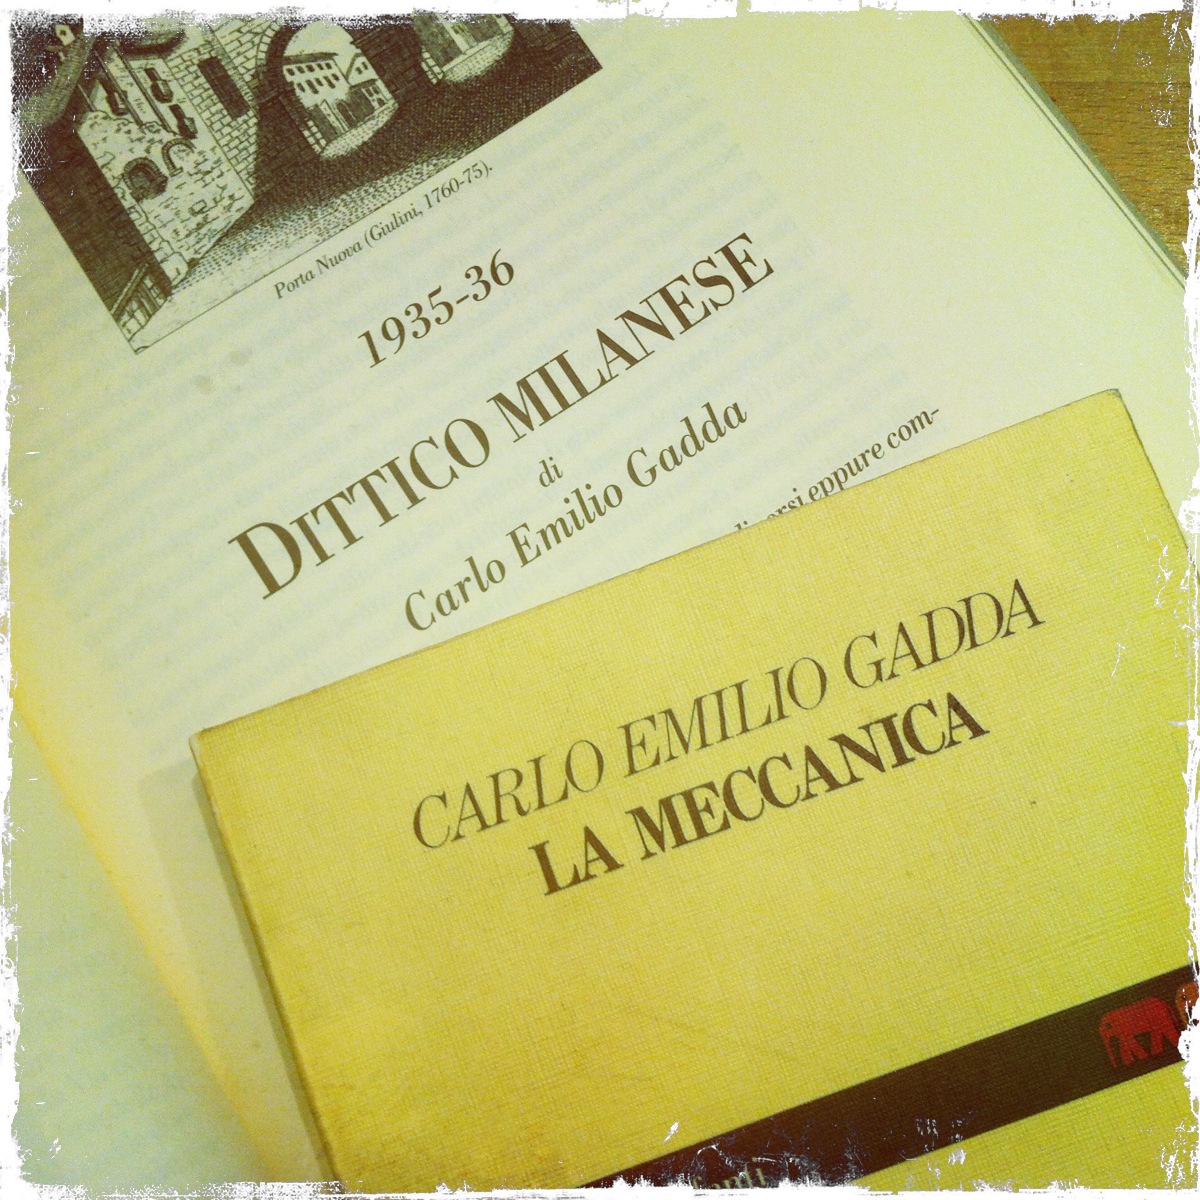 Porta Nuova (Giulini, 1760-75).
1935-36
DITTICO MILANESE
di
Carlo Emilio Gadda
eppure com-
CARLO EMILIO GADDA
LA MECCANICA